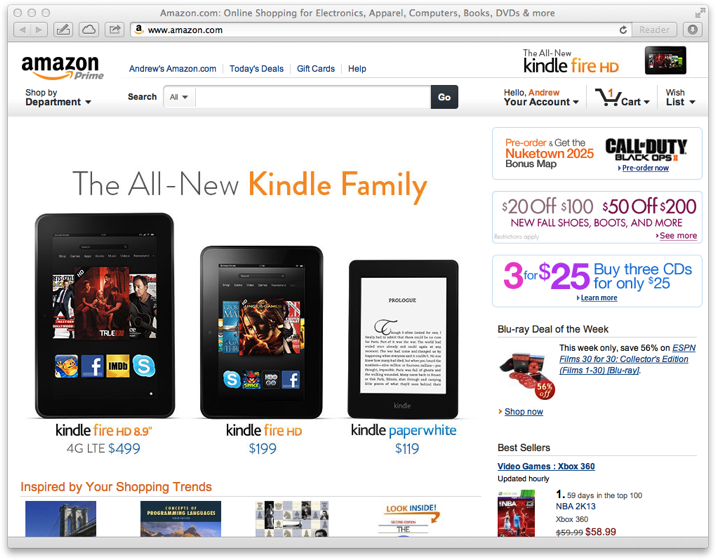 Amazon.com: Online Shopping for Electronics, Apparel, Computers, Books, DVDs & more
www.amazon.com
Reader
amazon
Prime
Andrew's Amazon.com
Today's Deals
Gift Cards
Help
The All-New
kindle fire HD
Shop by
Department
Search
All
Go
Hello, Andrew
Your Account
1
Cart
Wish
List
The All-New Kindle Family
PROLOGUE
TRUE
IMDb
HBO
GO
kindle
kindle fire HD 8.9"
4G LTE $499
kindle fire HD
$199
kindle paperwhite
$119
Pre-order & Get the
Nuketown 2025
Bonus Map
CALL OF DUTY
BLACK OPS II
Pre-order now
$20 Off $100 $50 Off $200
NEW FALL SHOES, BOOTS, AND MORE
Restrictions apply
See more
3 for $25
Buy three CDs
for only $25
Learn more
Blu-ray Deal of the Week
This week only, save 56% on ESPN
Films 30 for 30: Collector's Edition
(Films 1-30) [Blu-ray].
56%
off
Shop now
Best Sellers
Video Games : Xbox 360
Updated hourly
1. 59 days in the top 100
NBA 2K13
Xbox 360
$59.99 $58.99
Inspired by Your Shopping Trends
CONCEPTS OF
PROGRAMMING LANGUAGES
LOOK INSIDE!